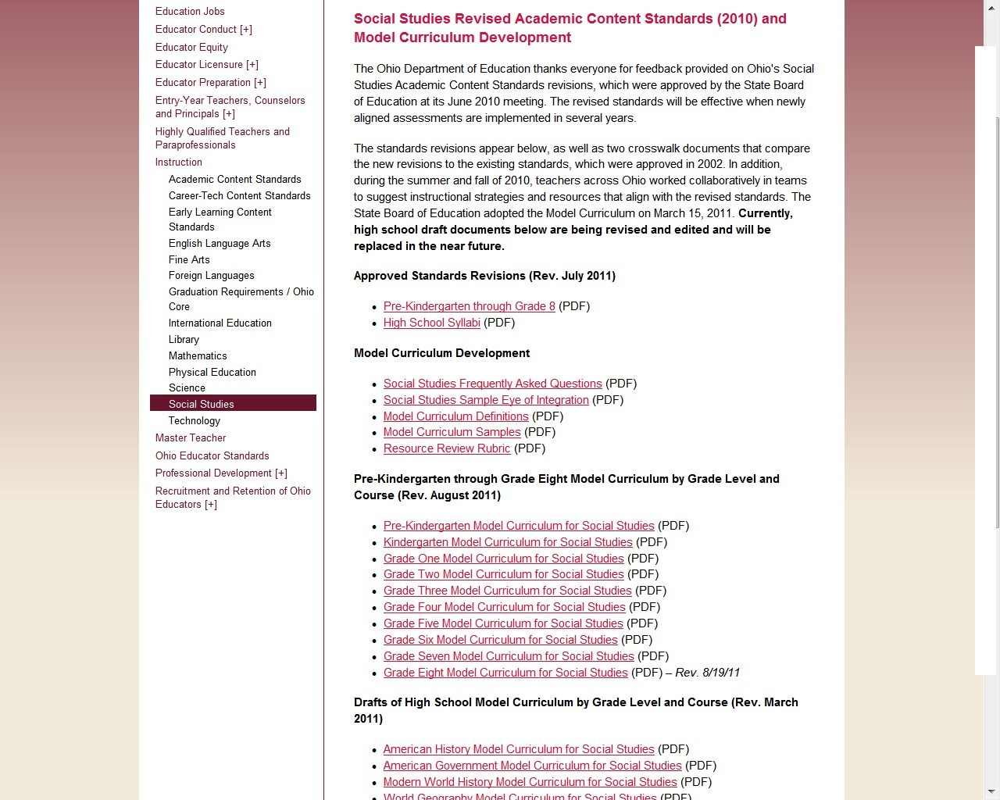 Education Jobs
Educator Conduct [+]
Educator Equity
Educator Licensure [+]
Educator Preparation [+]
Entry-Year Teachers, Counselors
and Principals [+]
Highly Qualified Teachers and
Paraprofessionals
Instruction
Academic Content Standards
Career-Tech Content Standards
Early Learning Content
Standards
English Language Arts
Fine Arts
Foreign Languages
Graduation Requirements / Ohio
Core
International Education
Library
Mathematics
Physical Education
Science
Social Studies
Technology
Master Teacher
Ohio Educator Standards
Professional Development [+]
Recruitment and Retention of Ohio
Educators [+]
Social Studies Revised Academic Content Standards (2010) and
Model Curriculum Development
The Ohio Department of Education thanks everyone for feedback provided on Ohio's Social
Studies Academic Content Standards revisions, which were approved by the State Board
of Education at its June 2010 meeting. The revised standards will be effective when newly
aligned assessments are implemented in several years.
The standards revisions appear below, as well as two crosswalk documents that compare
the new revisions to the existing standards, which were approved in 2002. In addition,
during the summer and fall of 2010, teachers across Ohio worked collaboratively in teams
to suggest instructional strategies and resources that align with the revised standards. The
State Board of Education adopted the Model Curriculum on March 15, 2011. Currently,
high school draft documents below are being revised and edited and will be
replaced in the near future.
Approved Standards Revisions (Rev. July 2011)
• Pre-Kindergarten through Grade 8 (PDF)
• High School Syllabi (PDF)
Model Curriculum Development
• Social Studies Frequently Asked Questions (PDF)
• Social Studies Sample Eye of Integration (PDF)
• Model Curriculum Definitions (PDF)
• Model Curriculum Samples (PDF)
• Resource Review Rubric (PDF)
Pre-Kindergarten through Grade Eight Model Curriculum by Grade Level and
Course (Rev. August 2011)
• Pre-Kindergarten Model Curriculum for Social Studies (PDF)
• Kindergarten Model Curriculum for Social Studies (PDF)
• Grade One Model Curriculum for Social Studies (PDF)
• Grade Two Model Curriculum for Social Studies (PDF)
• Grade Three Model Curriculum for Social Studies (PDF)
• Grade Four Model Curriculum for Social Studies (PDF)
• Grade Five Model Curriculum for Social Studies (PDF)
• Grade Six Model Curriculum for Social Studies (PDF)
• Grade Seven Model Curriculum for Social Studies (PDF)
• Grade Eight Model Curriculum for Social Studies (PDF) – Rev. 8/19/11
Drafts of High School Model Curriculum by Grade Level and Course (Rev. March
2011)
• American History Model Curriculum for Social Studies (PDF)
• American Government Model Curriculum for Social Studies (PDF)
• Modern World History Model Curriculum for Social Studies (PDF)
• World Geography Model Curriculum for Social Studies (PDF)